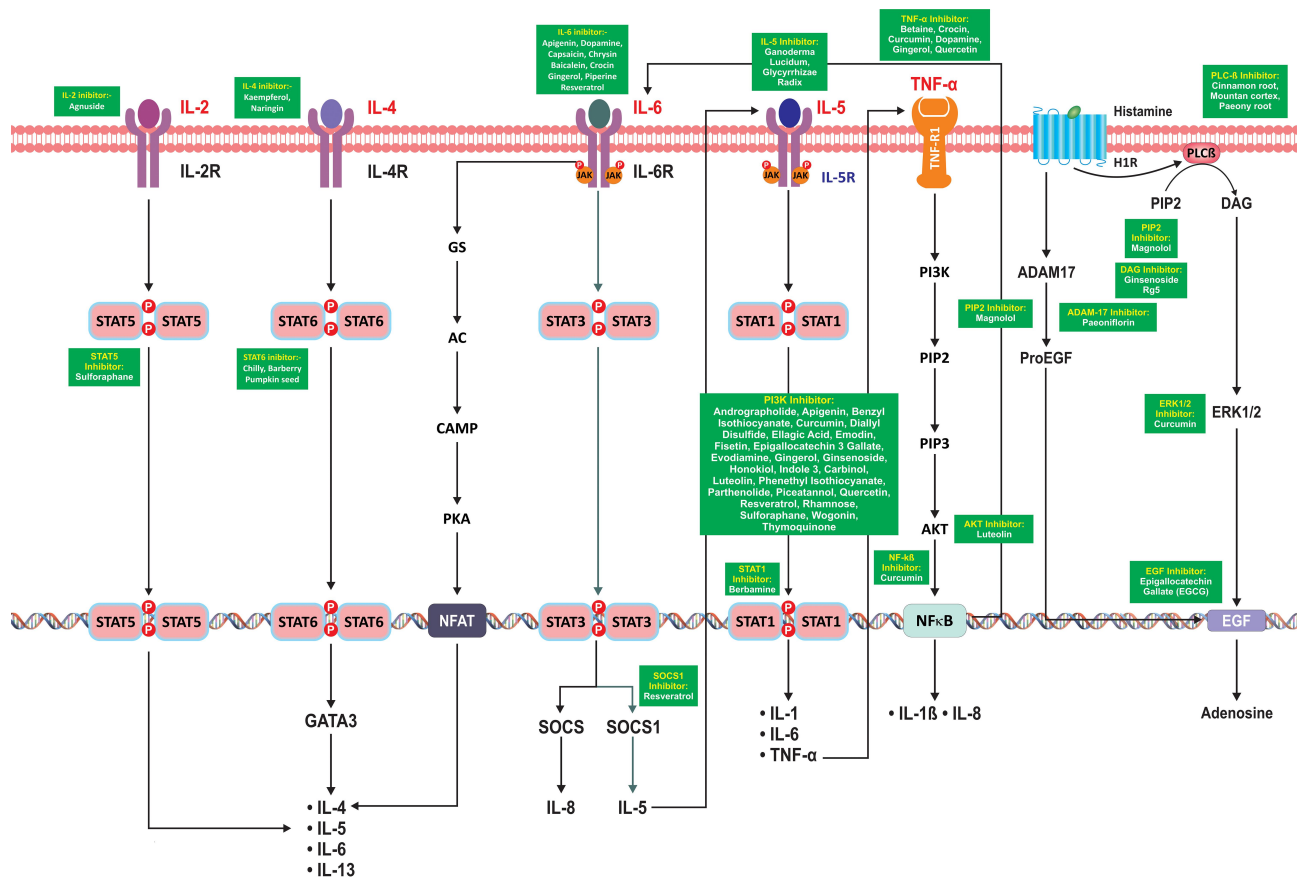 IL-6 inibitor:-
Apigenin, Dopamine,
Capsaicin, Chrysin
Baicalein, Crocin
Gingerol, Piperine
Resveratrol
IL-5 Inhibitor:
Ganoderma
Lucidum,
Glycyrrhizae
Radix
TNF-α Inhibitor:
Betaine, Crocin,
Curcumin, Dopamine,
Gingerol, Quercetin
IL-2 inibitor:-
Agnuside
IL-4 inibitor:-
Kaempferol,
Naringin
PLC-ß Inhibitor:
Cinnamon root,
Mountan cortex,
Paeony root
IL-2
IL-4
IL-6
IL-5
TNF-α
Histamine
IL-2R
IL-4R
P
JAK
P
JAK
IL-6R
P
JAK
P
JAK
IL-5R
TNF-R1
H1R
PLCß
PIP2
DAG
GS
PI3K
ADAM17
PIP2
Inhibitor:
Magnolol
DAG Inhibitor:
Ginsenoside
Rg5
STAT5
P
P
STAT5
STAT6
P
P
STAT6
AC
STAT3
P
P
STAT3
STAT1
P
P
STAT1
PIP2 Inhibitor:
Magnolol
ADAM-17 Inhibitor:
Paeoniflorin
STAT5
Inhibitor:
Sulforaphane
STAT6 inibitor:-
Chilly, Barberry
Pumpkin seed
PIP2
ProEGF
CAMP
PI3K Inhibitor:
Andrographolide, Apigenin, Benzyl
Isothiocyanate, Curcumin, Diallyl
Disulfide, Ellagic Acid, Emodin,
Fisetin, Epigallocatechin 3 Gallate,
Evodiamine, Gingerol, Ginsenoside,
Honokiol, Indole 3, Carbinol,
Luteolin, Phenethyl Isothiocyanate,
Parthenolide, Piceatannol, Quercetin,
Resveratrol, Rhamnose,
Sulforaphane, Wogonin,
Thymoquinone
PIP3
ERK1/2
Inhibitor:
Curcumin
ERK1/2
PKA
AKT
AKT Inhibitor:
Luteolin
STAT1
Inhibitor:
Berbamine
NF-kß
Inhibitor:
Curcumin
EGF Inhibitor:
Epigallocatechin
Gallate (EGCG)
STAT5
P
P
STAT5
STAT6
P
P
STAT6
NFAT
STAT3
P
P
STAT3
STAT1
P
P
STAT1
NFκB
EGF
SOCS1
Inhibitor:
Resveratrol
GATA3
SOCS
SOCS1
• IL-1
• IL-6
• TNF-α
• IL-1ß • IL-8
Adenosine
IL-8
IL-5
• IL-4
• IL-5
• IL-6
• IL-13